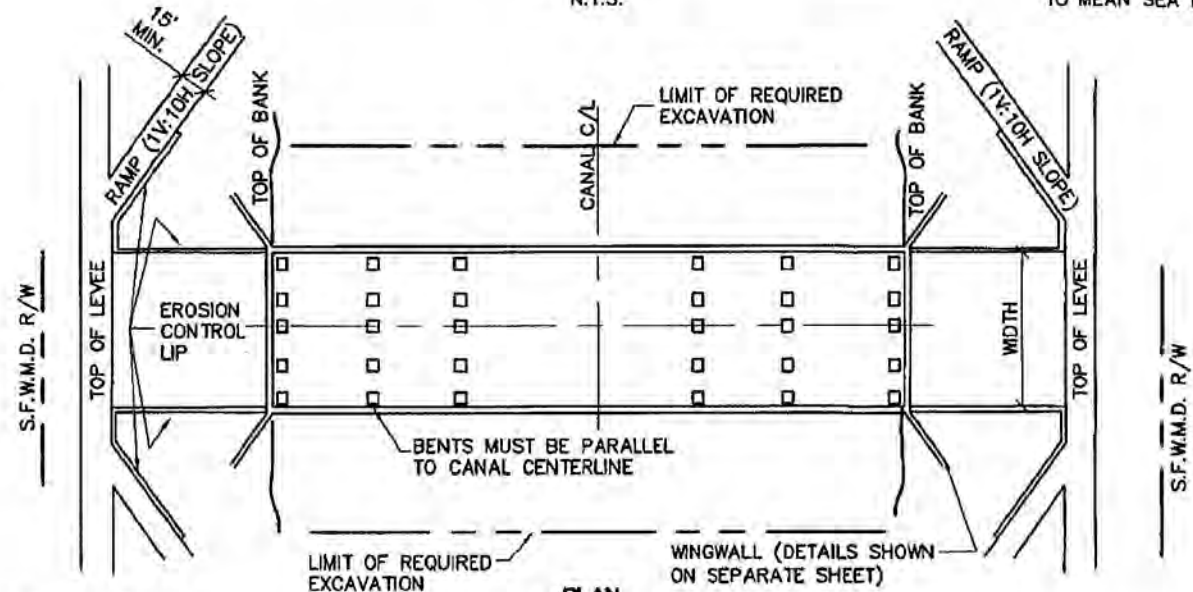 N.T.S.
15'
MIN.
RAMP (1V:10H SLOPE)
TOP OF BANK
LIMIT OF REQUIRED
EXCAVATION
CANAL C/L
TOP OF BANK
RAMP (1V:10H SLOPE)
S.F.W.M.D. R/W
TOP OF LEVEE
EROSION
CONTROL
LIP
WIDTH
TOP OF LEVEE
S.F.W.M.D. R/W
BENTS MUST BE PARALLEL
TO CANAL CENTERLINE
LIMIT OF REQUIRED
EXCAVATION
WINGWALL (DETAILS SHOWN
ON SEPARATE SHEET)